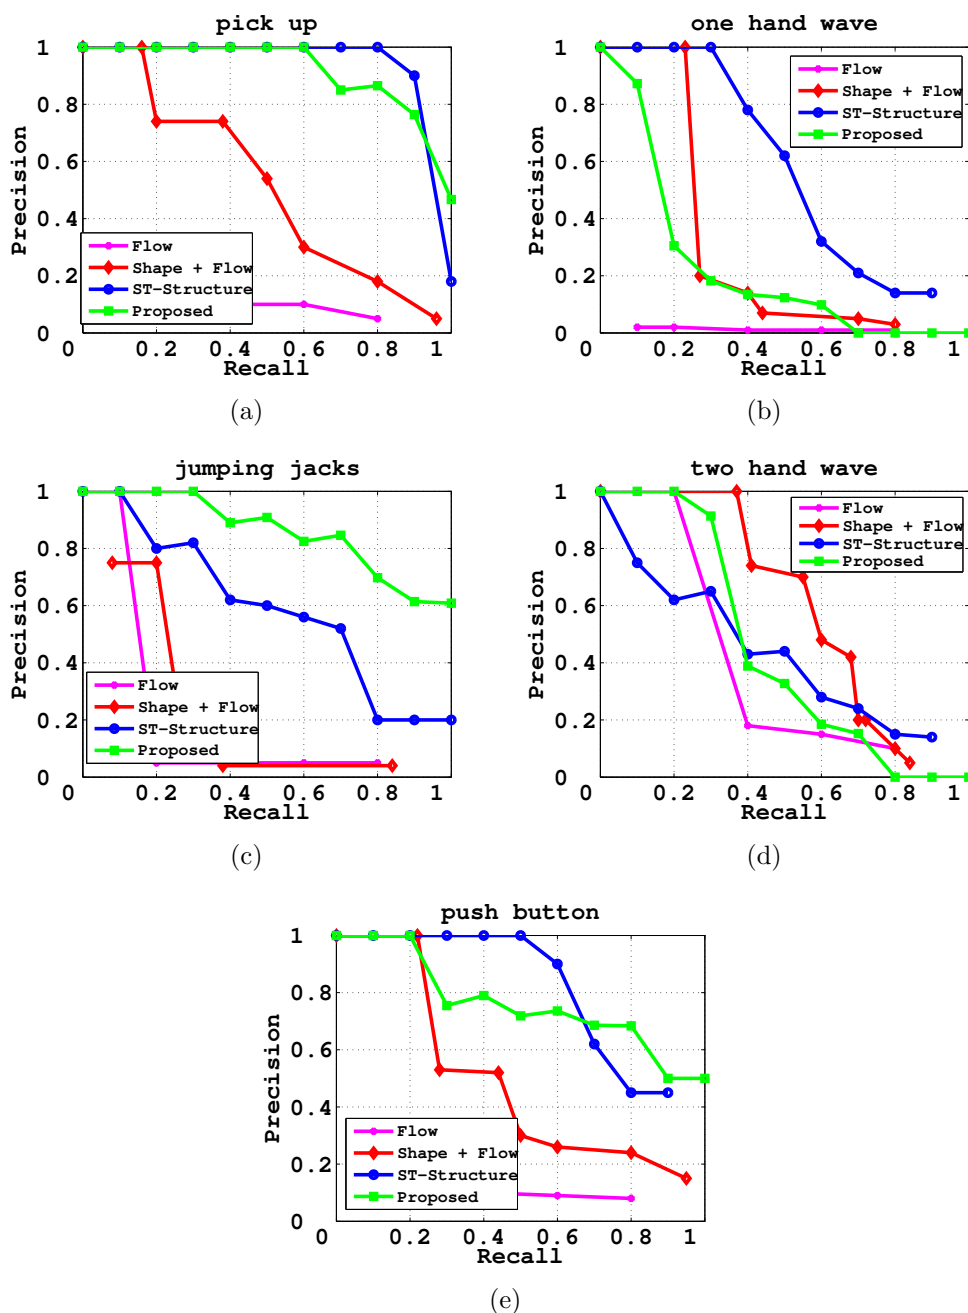 pick up
Precision
1
0.8
0.6
0.4
0.2
0
Flow
Shape + Flow
ST-Structure
Proposed
0 0.2 0.4 0.6 0.8 1
Recall
(a)
one hand wave
Precision
1
0.8
0.6
0.4
0.2
0
Flow
Shape + Flow
ST-Structure
Proposed
0 0.2 0.4 0.6 0.8 1
Recall
(b)
jumping jacks
Precision
1
0.8
0.6
0.4
0.2
0
Flow
Shape + Flow
ST-Structure
Proposed
0 0.2 0.4 0.6 0.8 1
Recall
(c)
two hand wave
Precision
1
0.8
0.6
0.4
0.2
0
Flow
Shape + Flow
ST-Structure
Proposed
0 0.2 0.4 0.6 0.8 1
Recall
(d)
push button
Precision
1
0.8
0.6
0.4
0.2
0
Flow
Shape + Flow
ST-Structure
Proposed
0 0.2 0.4 0.6 0.8 1
Recall
(e)